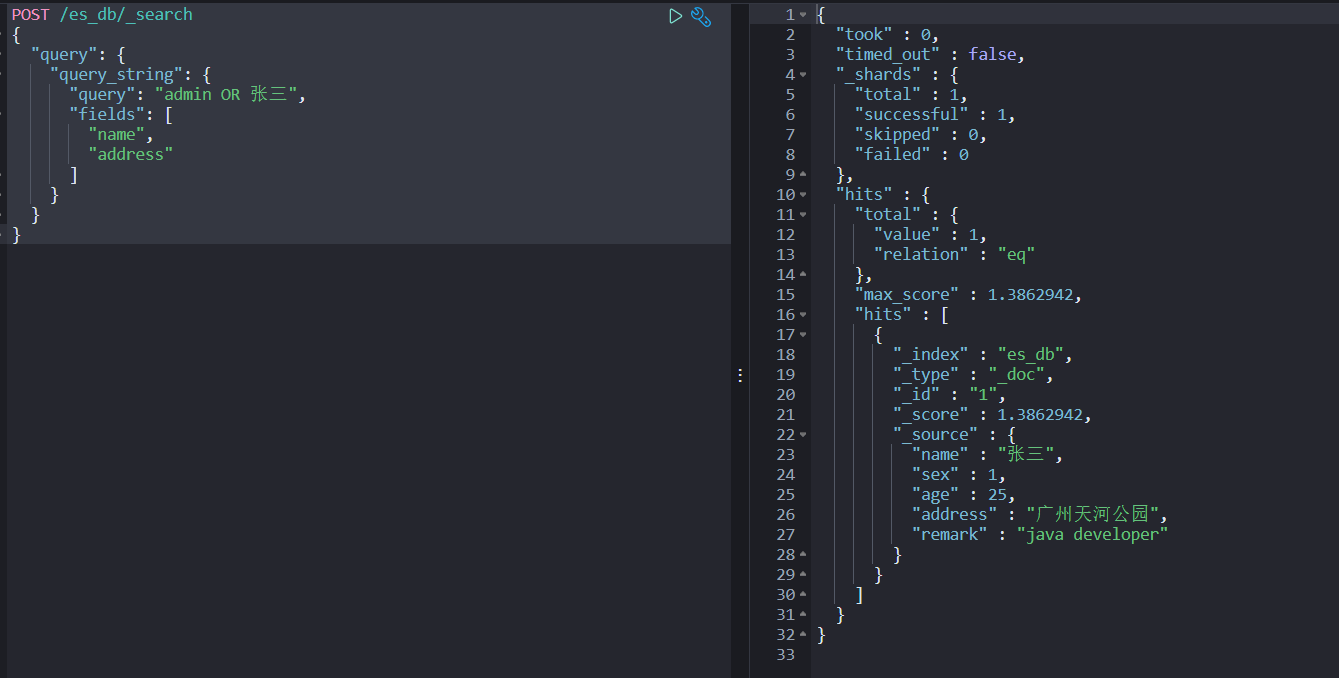 POST /es_db/_search
{
  "query": {
    "query_string": {
      "query": "admin OR 张三",
      "fields": [
        "name",
        "address"
      ]
    }
  }
}
1 {
2   "took" : 0,
3   "timed_out" : false,
4   "_shards" : {
5     "total" : 1,
6     "successful" : 1,
7     "skipped" : 0,
8     "failed" : 0
9   },
10   "hits" : {
11     "total" : {
12       "value" : 1,
13       "relation" : "eq"
14     },
15     "max_score" : 1.3862942,
16     "hits" : [
17       {
18         "_index" : "es_db",
19         "_type" : "_doc",
20         "_id" : "1",
21         "_score" : 1.3862942,
22         "_source" : {
23           "name" : "张三",
24           "sex" : 1,
25           "age" : 25,
26           "address" : "广州天河公园",
27           "remark" : "java developer"
28         }
29       }
30     ]
31   }
32 }
33